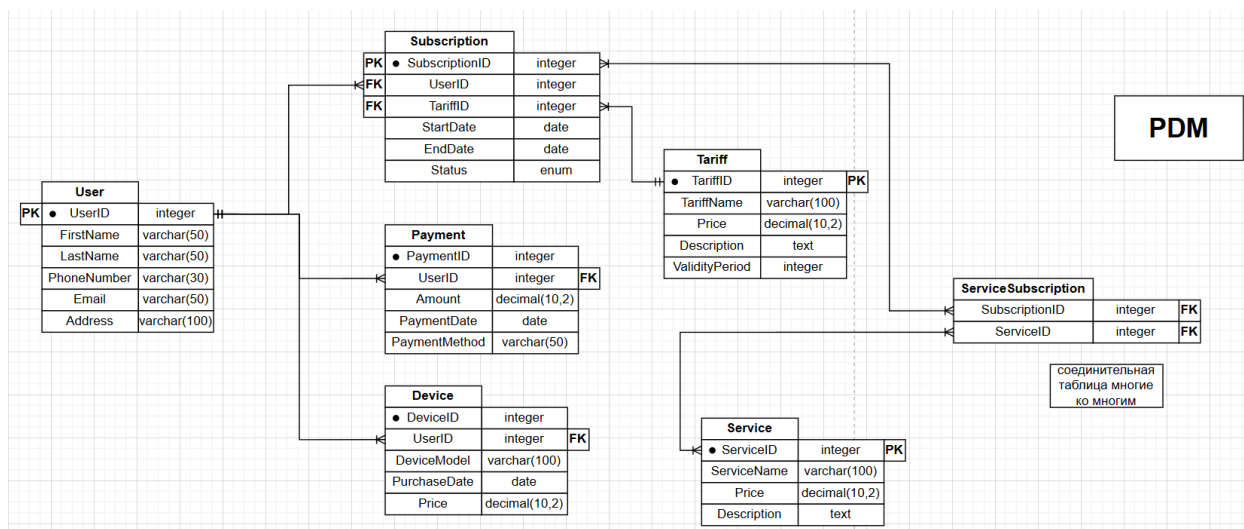 Subscription
PK ● SubscriptionID integer
FK UserID integer
FK TariffID integer
StartDate date
EndDate date
Status enum
PDM
Tariff
● TariffID integer PK
TariffName varchar(100)
Price decimal(10,2)
Description text
ValidityPeriod integer
User
PK ● UserID integer
FirstName varchar(50)
LastName varchar(50)
PhoneNumber varchar(30)
Email varchar(50)
Address varchar(100)
Payment
● PaymentID integer
UserID integer FK
Amount decimal(10,2)
PaymentDate date
PaymentMethod varchar(50)
ServiceSubscription
SubscriptionID integer FK
ServiceID integer FK
соединительная
таблица многие
ко многим
Device
● DeviceID integer
UserID integer FK
DeviceModel varchar(100)
PurchaseDate date
Price decimal(10,2)
Service
● ServiceID integer PK
ServiceName varchar(100)
Price decimal(10,2)
Description text